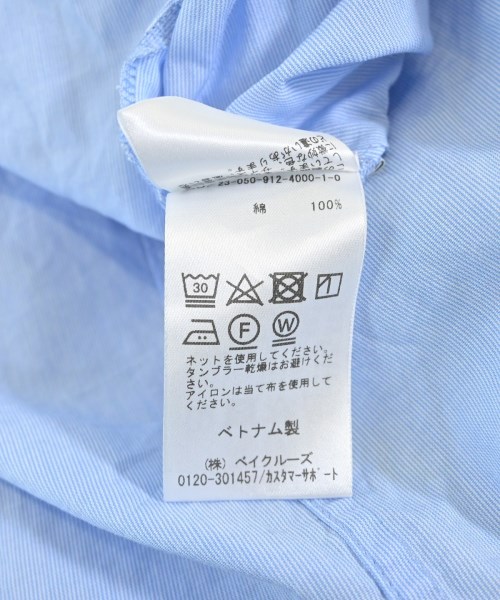 23-050-912-4000-1-0
綿 100%
30
F W
ネットを使用してください。
タンブラー乾燥はお避けくだ
さい。
アイロンは当て布を使用して
ください。
ベトナム製
(株) ベイクルーズ
0120-301457/カスタマーサポート